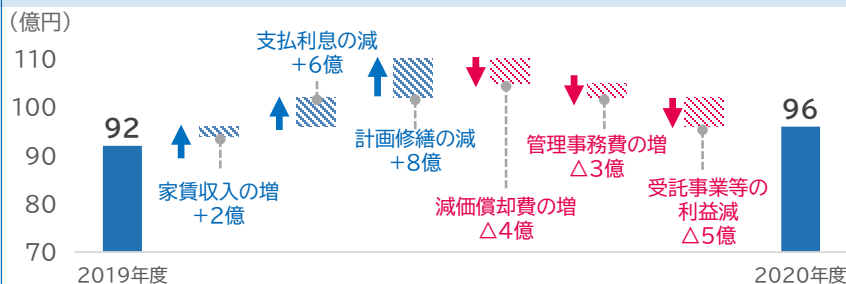 (億円)
110
100
90
80
70
92
家賃収入の増
+2億
支払利息の減
+6億
計画修繕の減
+8億
減価償却費の増
△4億
管理事務費の増
△3億
受託事業等の
利益減
△5億
96
2019年度
2020年度